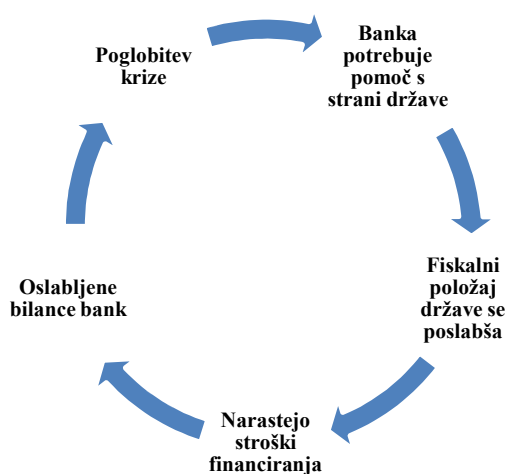 Banka
potrebuje
pomoč s
strani države
Fiskalni
položaj
države se
poslabša
Narastejo
stroški
financiranja
Oslabljene
bilance bank
Poglobitev
krize